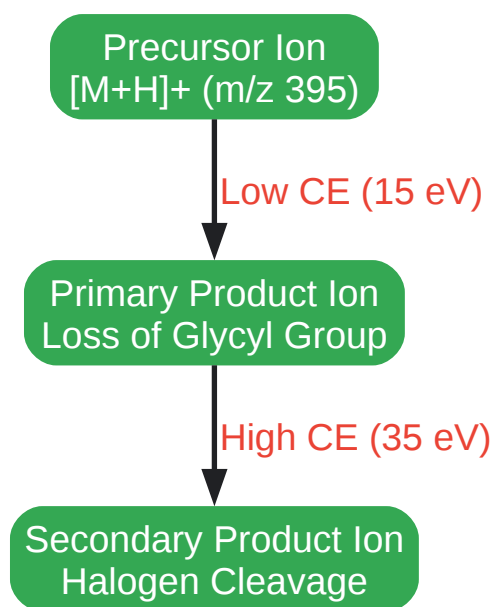 Precursor Ion
[M+H]+ (m/z 395)
Low CE (15 eV)
Primary Product Ion
Loss of Glycyl Group
High CE (35 eV)
Secondary Product Ion
Halogen Cleavage